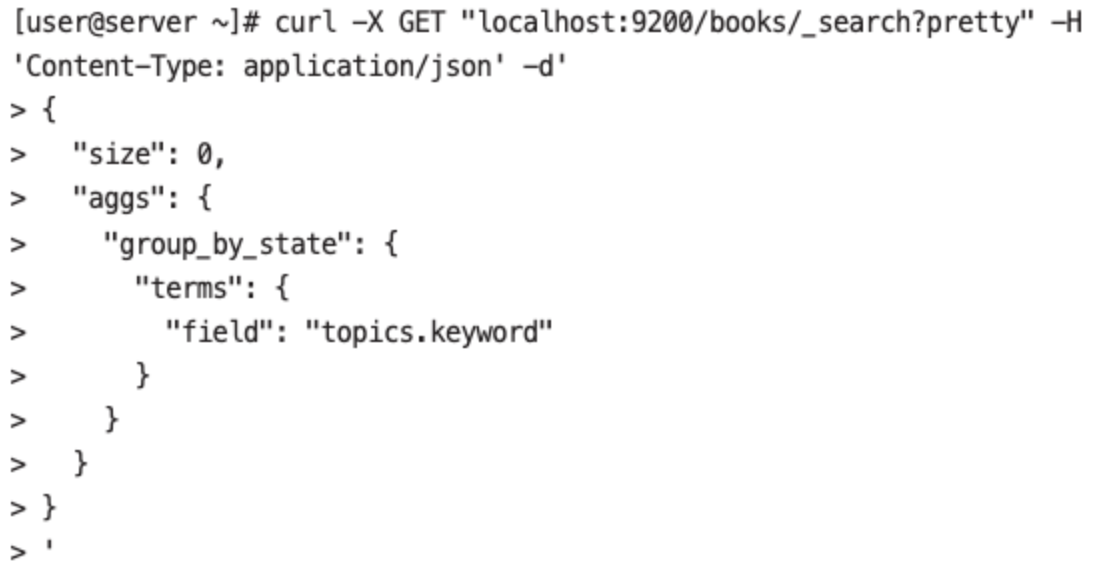 [user@server ~]# curl -X GET "localhost:9200/books/_search?pretty" -H
'Content-Type: application/json' -d'
> {
>   "size": 0,
>   "aggs": {
>     "group_by_state": {
>       "terms": {
>         "field": "topics.keyword"
>       }
>     }
>   }
> }
> '